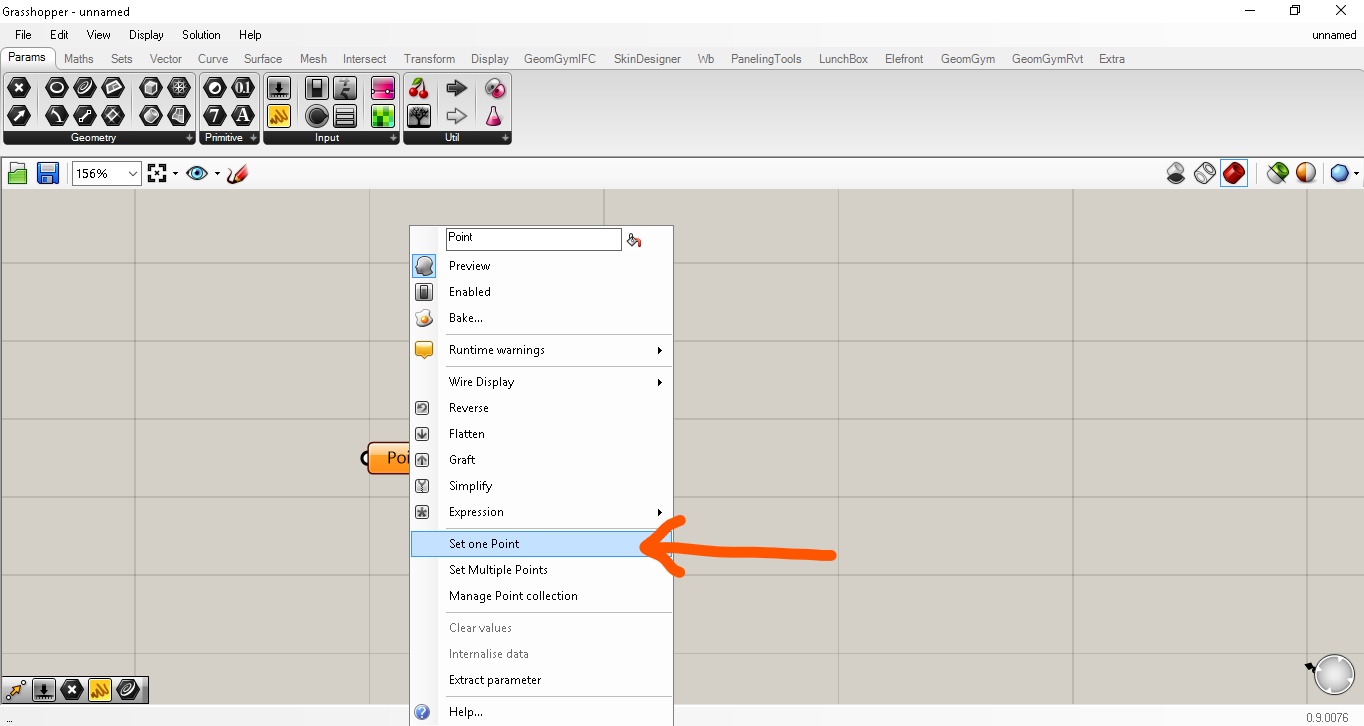 Grasshopper - unnamed
File Edit View Display Solution Help unnamed
Params Maths Sets Vector Curve Surface Mesh Intersect Transform Display GeomGymIFC SkinDesigner Wb PanelingTools LunchBox Elefront GeomGym GeomGymRvt Extra
0.1
7 A
Geometry Primitive Input Util
156%
Point
Preview
Enabled
Bake...
Runtime warnings
Wire Display
Reverse
Flatten
Poi
Graft
Simplify
Expression
Set one Point
Set Multiple Points
Manage Point collection
Clear values
Internalise data
Extract parameter
Help...
... 0.9.0076